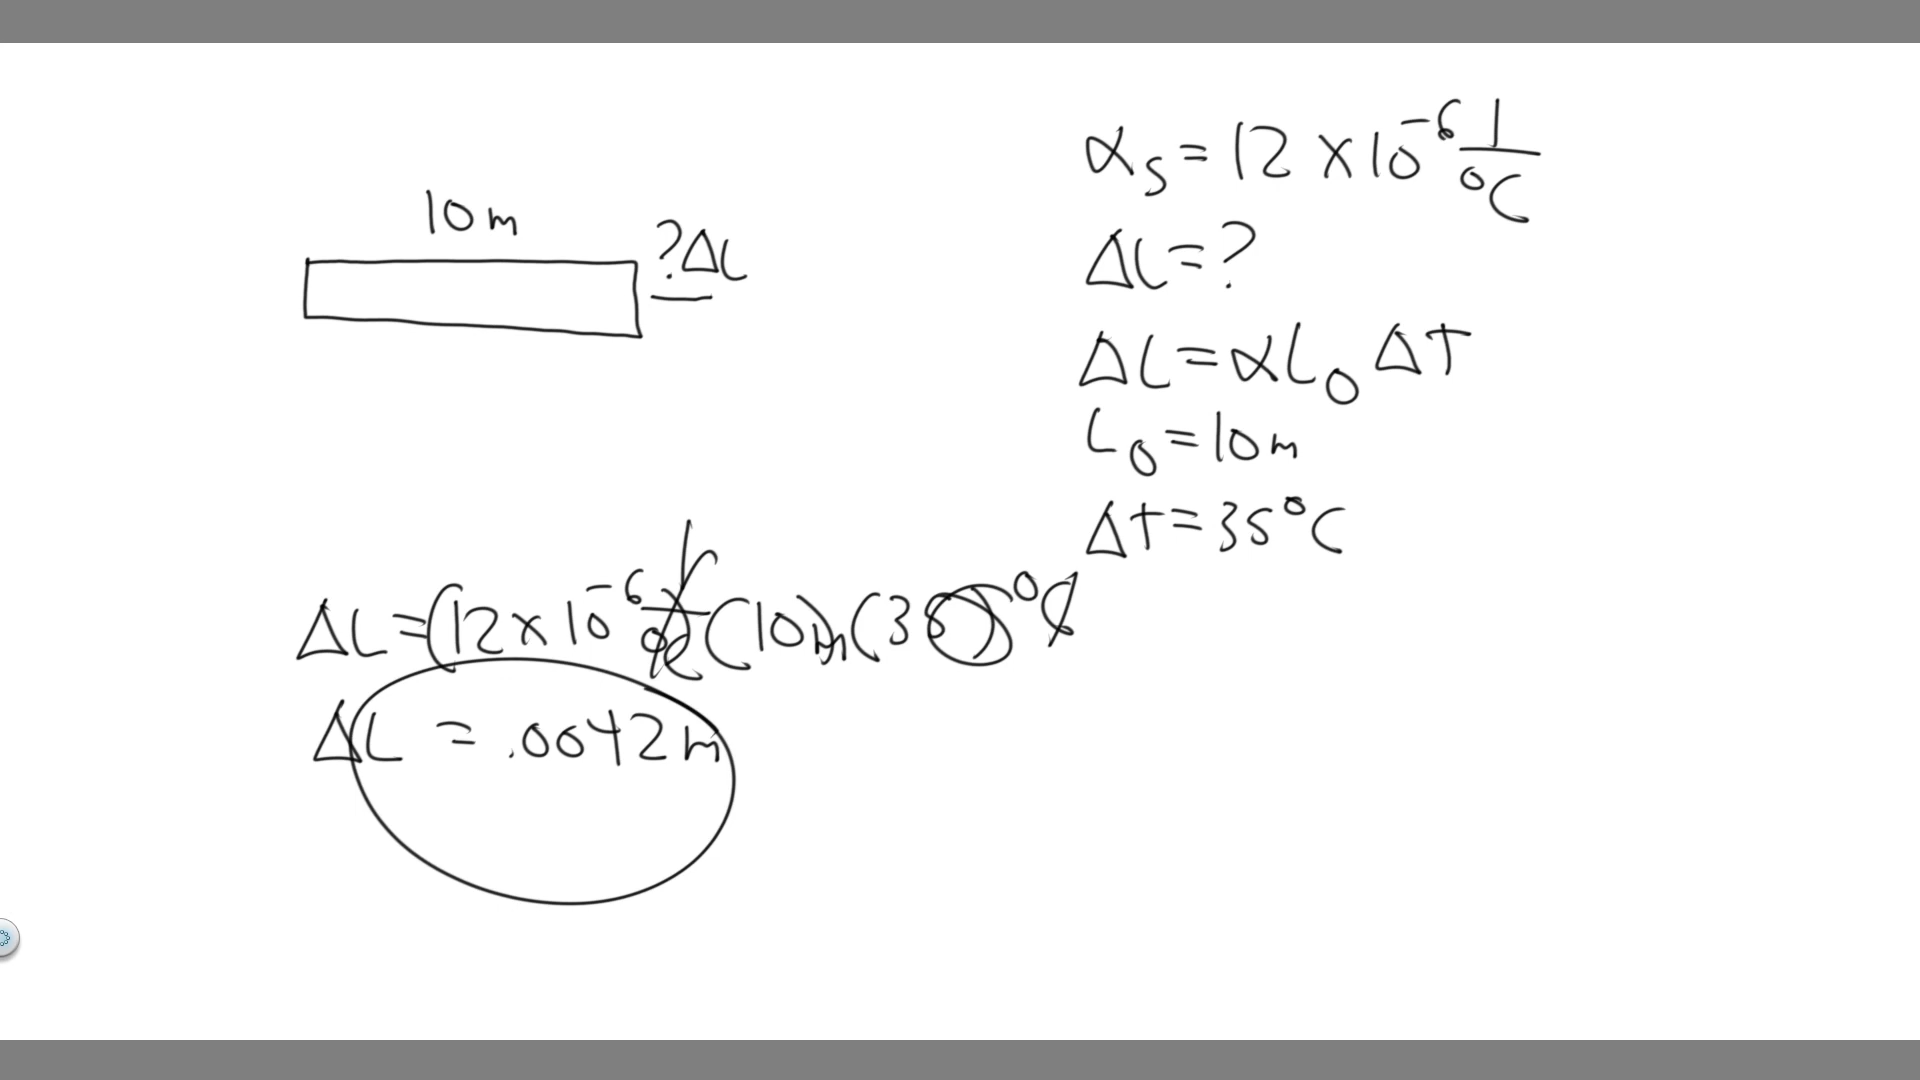 10m
?ΔL
αs = 12 × 10⁻⁶ 1/°C
ΔL = ?
ΔL = αL₀ΔT
L₀ = 10m
ΔT = 35°C
ΔL = (12 × 10⁻⁶ 1/°C)(10)m(35)°C
ΔL = .0042m